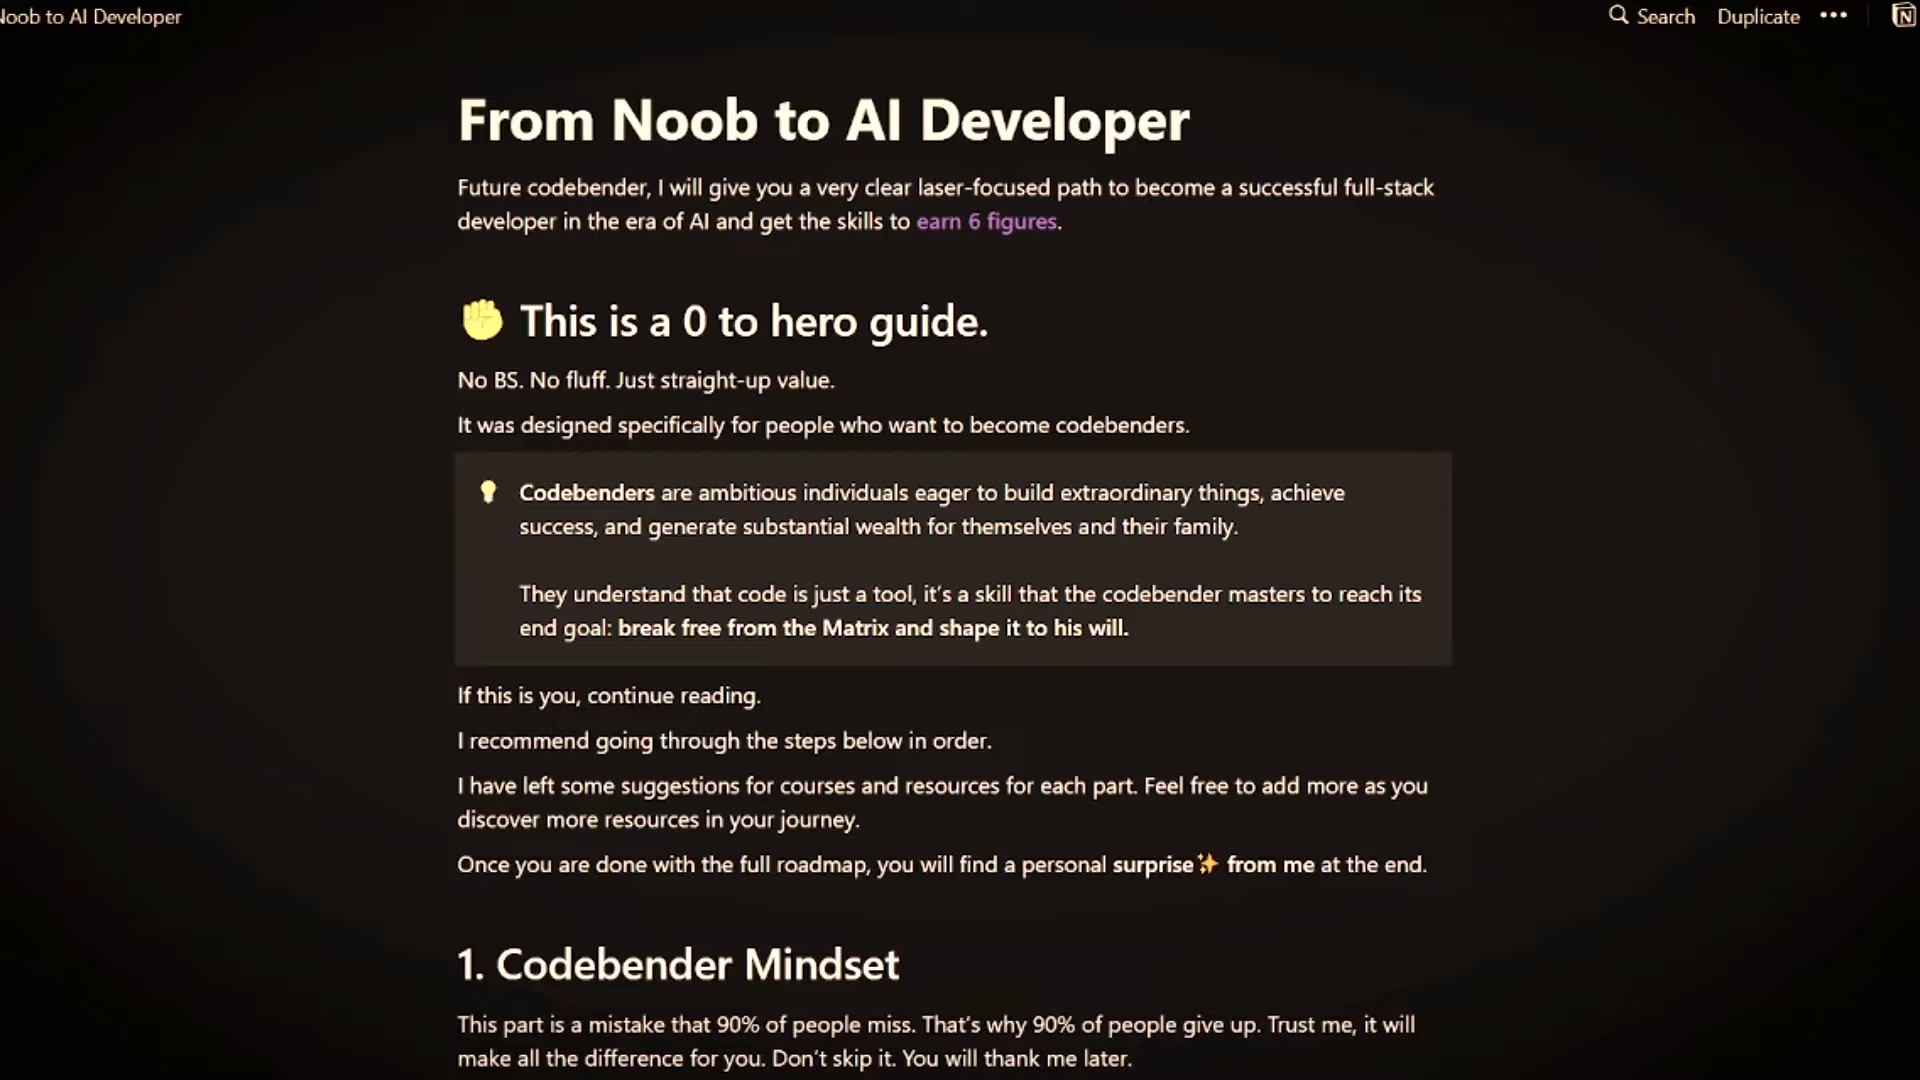 Noob to AI Developer
Search Duplicate
From Noob to AI Developer
Future codebender, I will give you a very clear laser-focused path to become a successful full-stack
developer in the era of AI and get the skills to earn 6 figures.
✊ This is a 0 to hero guide.
No BS. No fluff. Just straight-up value.
It was designed specifically for people who want to become codebenders.
Codebenders are ambitious individuals eager to build extraordinary things, achieve
success, and generate substantial wealth for themselves and their family.
They understand that code is just a tool, it's a skill that the codebender masters to reach its
end goal: break free from the Matrix and shape it to his will.
If this is you, continue reading.
I recommend going through the steps below in order.
I have left some suggestions for courses and resources for each part. Feel free to add more as you
discover more resources in your journey.
Once you are done with the full roadmap, you will find a personal surprise✨ from me at the end.
1. Codebender Mindset
This part is a mistake that 90% of people miss. That's why 90% of people give up. Trust me, it will
make all the difference for you. Don't skip it. You will thank me later.